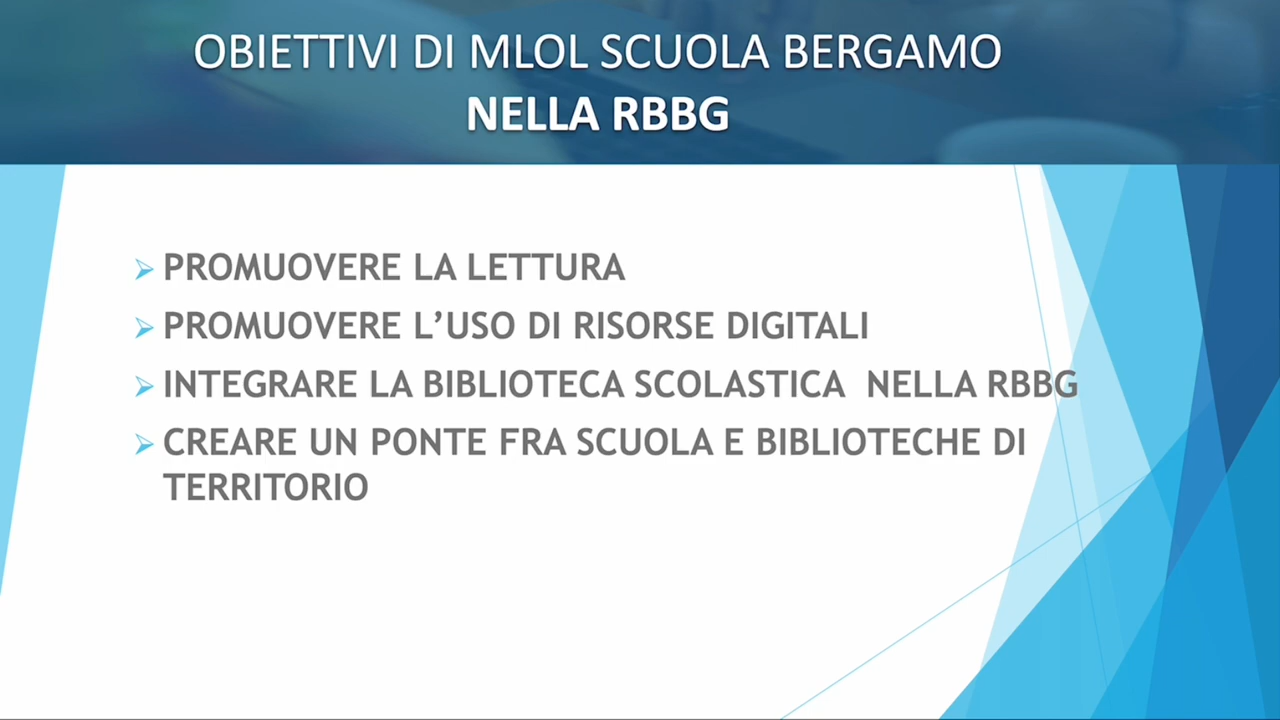 OBIETTIVI DI MLOL SCUOLA BERGAMO
NELLA RBBG
PROMUOVERE LA LETTURA
PROMUOVERE L’USO DI RISORSE DIGITALI
INTEGRARE LA BIBLIOTECA SCOLASTICA NELLA RBBG
CREARE UN PONTE FRA SCUOLA E BIBLIOTECHE DI
TERRITORIO